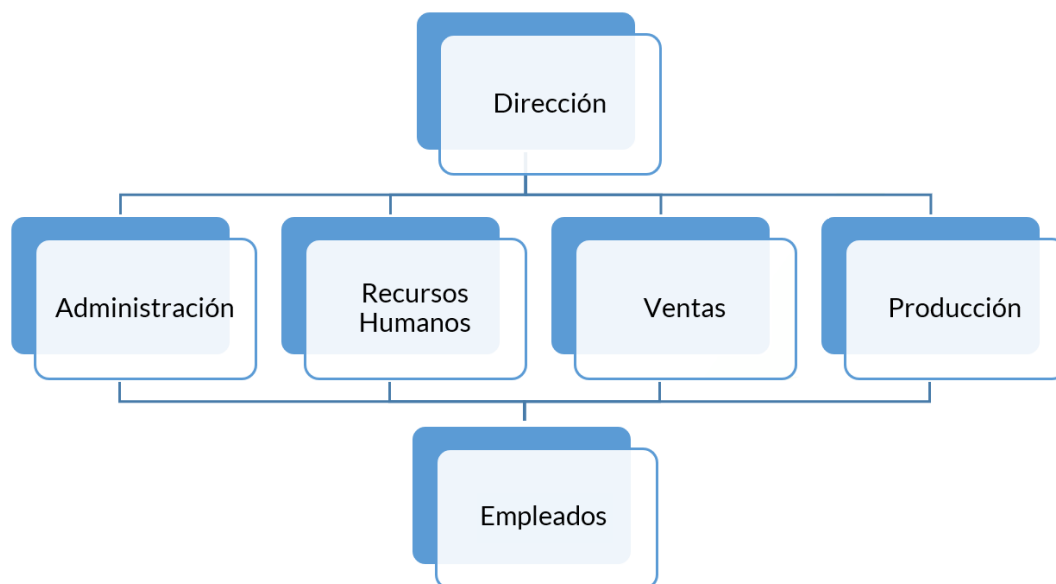 Dirección
Administración
Recursos
Humanos
Ventas
Producción
Empleados